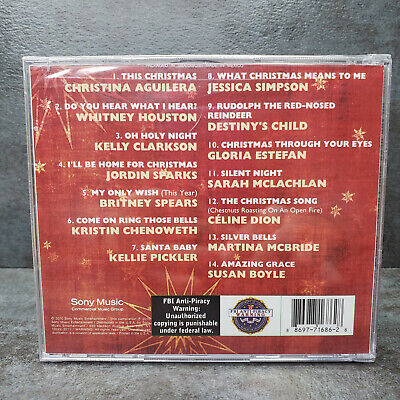 1. THIS CHRISTMAS
CHRISTINA AGUILERA
2. DO YOU HEAR WHAT I HEAR?
WHITNEY HOUSTON
3. OH HOLY NIGHT
KELLY CLARKSON
4. I'LL BE HOME FOR CHRISTMAS
JORDIN SPARKS
5. MY ONLY WISH (This Year)
BRITNEY SPEARS
6. COME ON RING THOSE BELLS
KRISTIN CHENOWETH
7. SANTA BABY
KELLIE PICKLER
8. WHAT CHRISTMAS MEANS TO ME
JESSICA SIMPSON
9. RUDOLPH THE RED-NOSED
REINDEER
DESTINY'S CHILD
10. CHRISTMAS THROUGH YOUR EYES
GLORIA ESTEFAN
11. SILENT NIGHT
SARAH MCLACHLAN
12. THE CHRISTMAS SONG
(Chestnuts Roasting On An Open Fire)
CÉLINE DION
13. SILVER BELLS
MARTINA MCBRIDE
14. AMAZING GRACE
SUSAN BOYLE
Sony Music
Commercial Music Group
FBI Anti-Piracy
Warning:
Unauthorized
copying is punishable
under federal law.
8 8697-71686-2 8